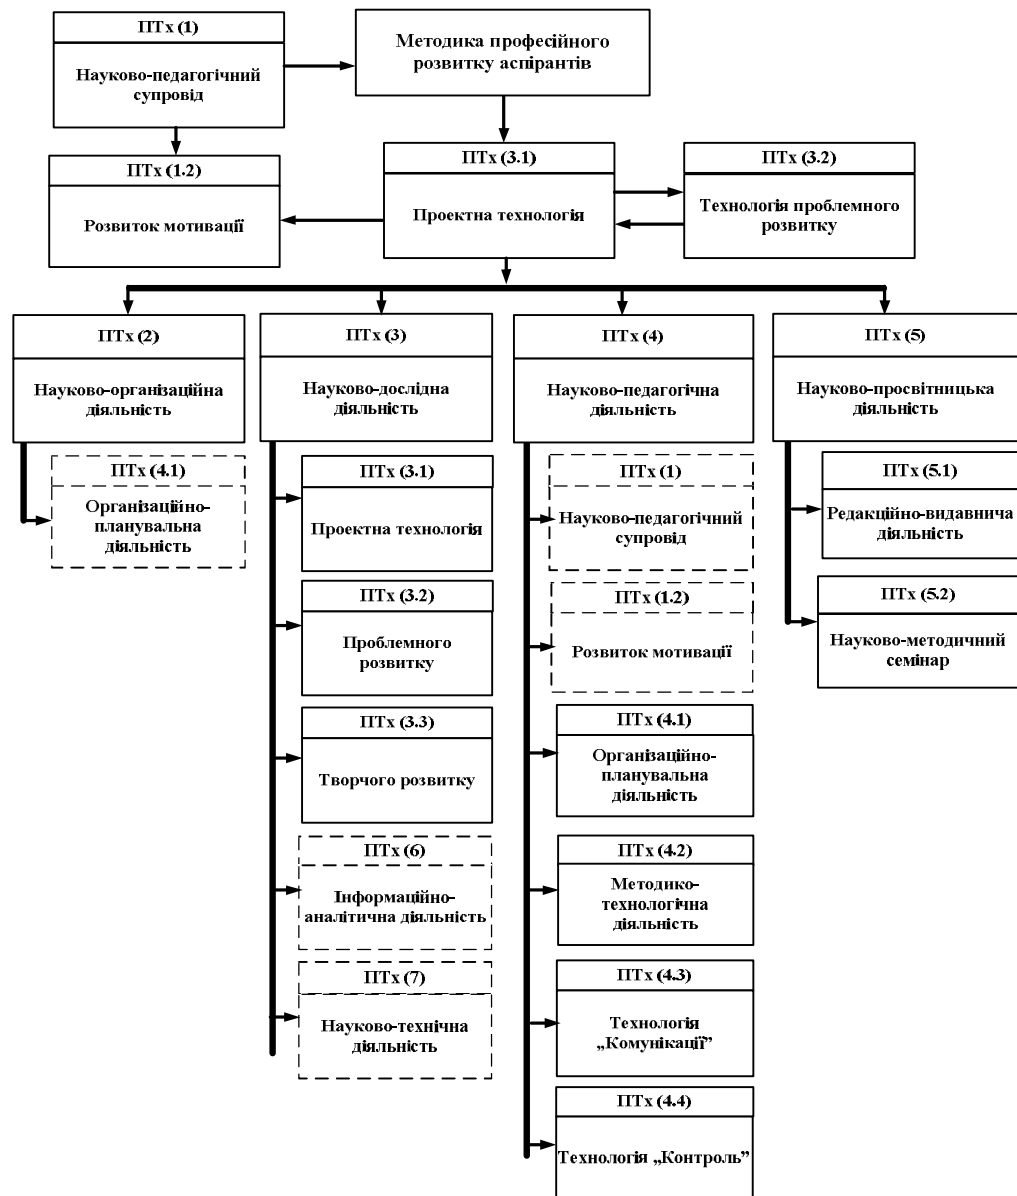 ПТх (1)
Науково-педагогічний
супровід
Методика професійного
розвитку аспірантів
ПТх (1.2)
Розвиток мотивації
ПТх (3.1)
Проектна технологія
ПТх (3.2)
Технологія проблемного
розвитку
ПТх (2)
Науково-організаційна
діяльність
ПТх (4.1)
Організаційно-
планувальна
діяльність
ПТх (3)
Науково-дослідна
діяльність
ПТх (3.1)
Проектна технологія
ПТх (3.2)
Проблемного
розвитку
ПТх (3.3)
Творчого розвитку
ПТх (6)
Інформаційно-
аналітична діяльність
ПТх (7)
Науково-технічна
діяльність
ПТх (4)
Науково-педагогічна
діяльність
ПТх (1)
Науково-педагогічний
супровід
ПТх (1.2)
Розвиток мотивації
ПТх (4.1)
Організаційно-
планувальна
діяльність
ПТх (4.2)
Методико-
технологічна
діяльність
ПТх (4.3)
Технологія
„Комунікації”
ПТх (4.4)
Технологія „Контроль”
ПТх (5)
Науково-просвітницька
діяльність
ПТх (5.1)
Редакційно-видавнича
діяльність
ПТх (5.2)
Науково-методичний
семінар